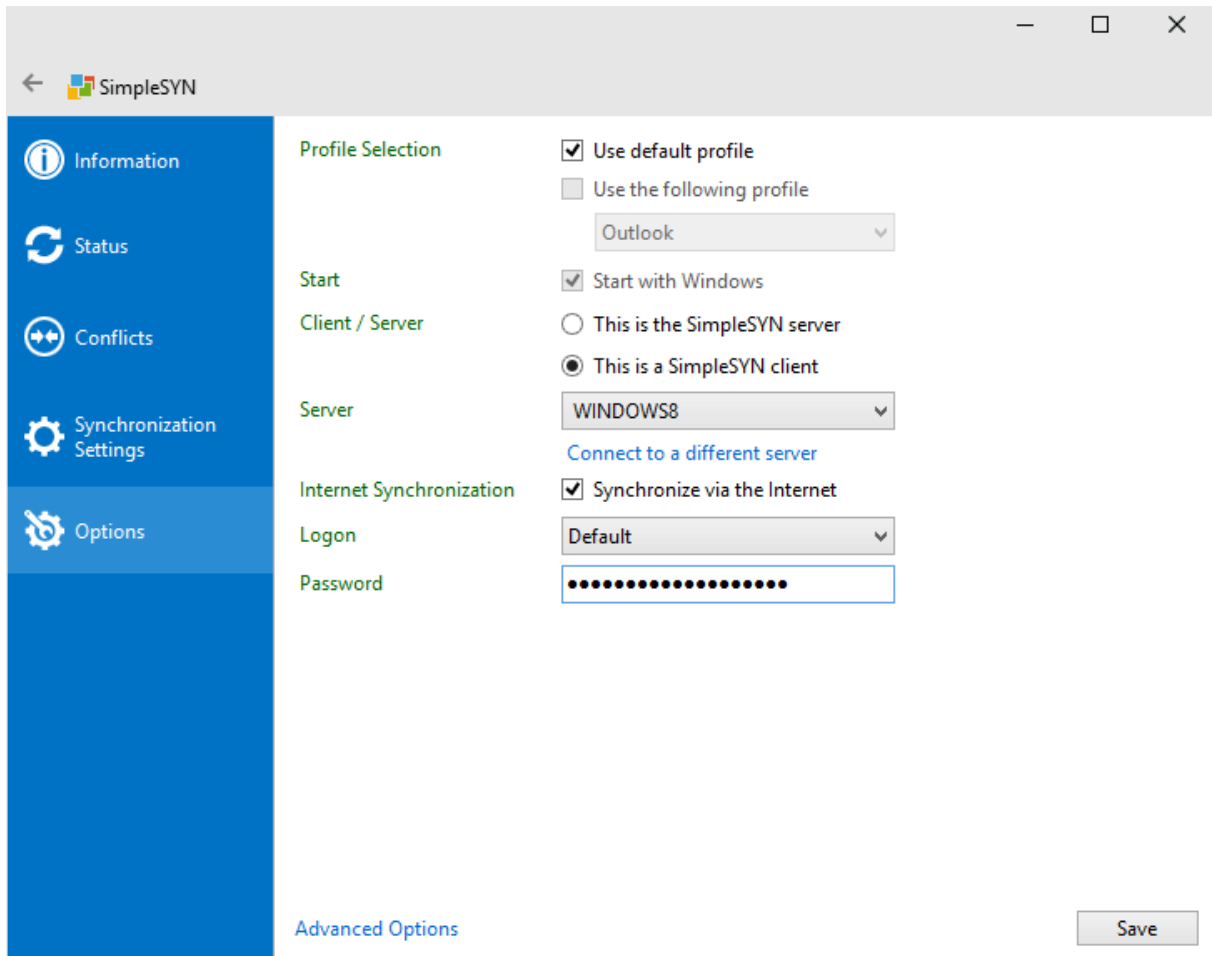 SimpleSYN
Information
Status
Conflicts
Synchronization
Settings
Options
Profile Selection
Use default profile
Use the following profile
Outlook
Start
Start with Windows
Client / Server
This is the SimpleSYN server
This is a SimpleSYN client
Server
WINDOWS8
Connect to a different server
Internet Synchronization
Synchronize via the Internet
Logon
Default
Password
●●●●●●●●●●●●●●●●●●●
Advanced Options
Save